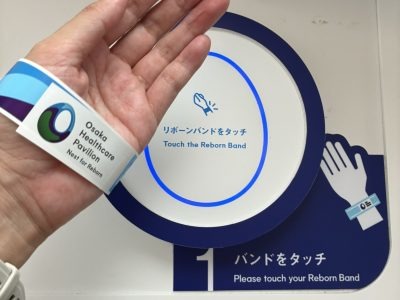 Osaka
Healthcare
Pavilion
Nest for Reborn
リボーンバンドをタッチ
Touch the Reborn Band
1
バンドをタッチ
Please touch your Reborn Band